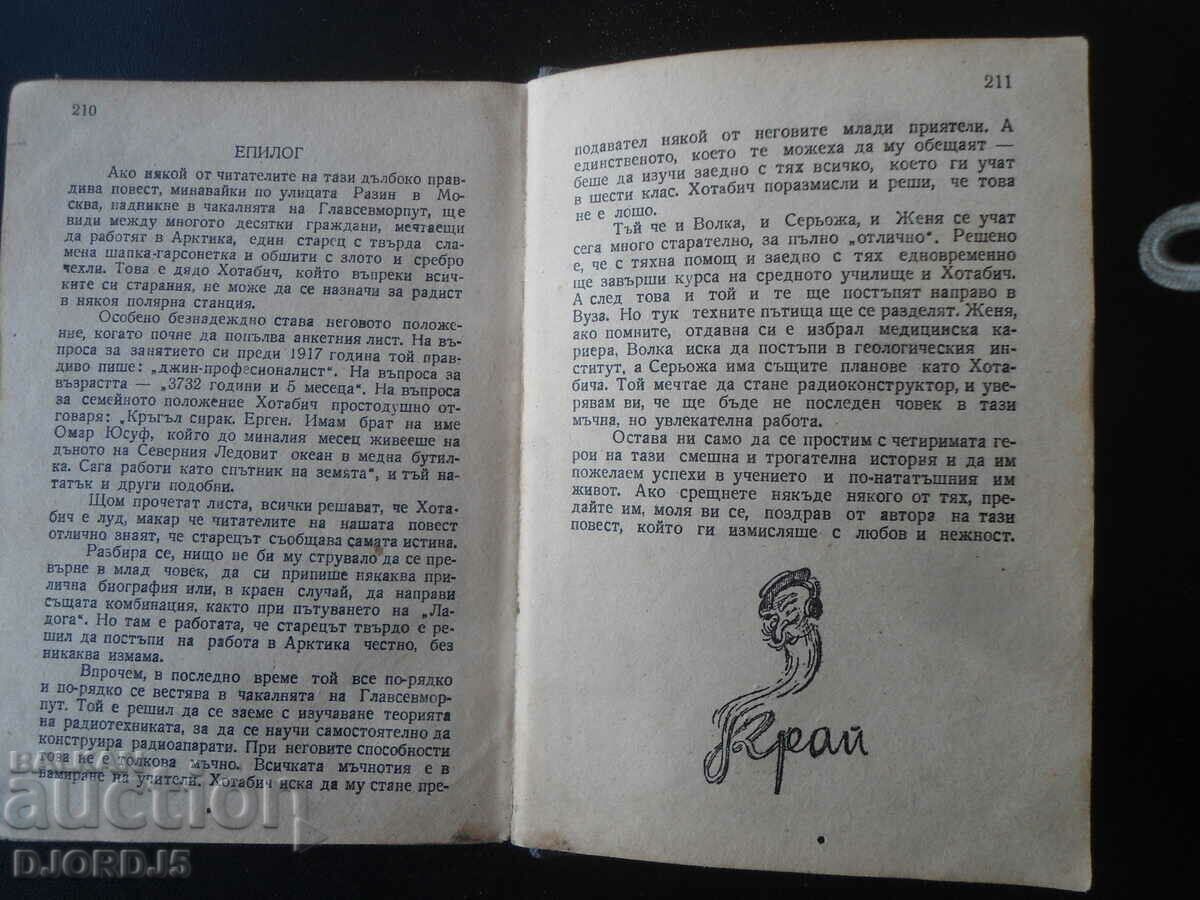 210
ЕПИЛОГ
Ако някой от читателите на тази дълбоко прав-
дива повест, минавайки по улицата Разин в Мо-
сква, надникне в чакалнята на Главсевморпут, ще
види между многото десятки граждани, мечтаещи
да работят в Арктика, един старец с твърда сла-
мена шапка-гарсонетка и обшити с злото и сребро
чехли. Това е дядо Хотабич, който въпреки всич-
ките си старания, не може да се назначи за радист
в някоя полярна станция.
Особено безнадеждно става неговото положе-
ние, когато почне да попълва анкетния лист. На въ-
проса за занятието си преди 1917 година той прав-
диво пише: „джин-професионалист“. На въпроса за
възрастта — „3732 години и 5 месеца“. На въпроса
за семейното положение Хотабич простодушно от-
говаря: „Кръгъл сирак. Ерген. Имам брат на име
Омар Юсуф, който до миналия месец живееше на
дъното на Северния Ледовит океан в медна бутил-
ка. Сага работи като спътник на земята“, и тъй на-
татък и други подобни.
Щом прочетат листа, всички решават, че Хота-
бич е луд, макар че читателите на нашата повест
отлично знаят, че старецът съобщава самата истина.
Разбира се, нищо не би му струвало да се пре-
върне в млад човек, да си припише някаква при-
лична биография или, в краен случай, да направи
същата комбинация, както при пътуването на „Ла-
дога“. Но там е работата, че старецът твърдо е ре-
шил да постъпи на работа в Арктика честно, без
никаква измама.
Впрочем, в последно време той все по-рядко
и по-рядко се вестява в чакалнята на Главсевмор-
пут. Той е решил да се заеме с изучаване теорията
на радиотехниката, за да се научи самостоятелно да
конструира радиоапарати. При неговите способности
това не е толкова мъчно. Всичката мъчнотия е в
намиране на учители. Хотабич иска да му стане пре-
211
подавател някой от неговите млади приятели. А
единственото, което те можеха да му обещаят —
беше да изучи заедно с тях всичко, което ги учат
в шести клас. Хотабич поразмисли и реши, че това
не е лошо.
Тъй че и Волка, и Серьожа, и Женя се учат
сега много старателно, за пълно „отлично“. Решено
е, че с тяхна помощ и заедно с тях едновременно
ще завърши курса на средното училище и Хотабич.
А след това и той и те ще постъпят направо в
Вуза. Но тук техните пътища ще се разделят. Женя,
ако помните, отдавна си е избрал медицинска ка-
риера, Волка иска да постъпи в геологическия ин-
ститут, а Серьожа има същите планове като Хота-
бича. Той мечтае да стане радиоконструктор, и уве-
рявам ви, че ще бъде не последен човек в тази
мъчна, но увлекателна работа.
Остава ни само да се простим с четиримата ге-
рои на тази смешна и трогателна история и да им
пожелаем успехи в учението и по-нататъшния им
живот. Ако срещнете някъде някого от тях, пре-
дайте им, моля ви се, поздрав от автора на тази
повест, който ги измисляше с любов и нежност.
Край
BALKAN
auction
DJORDJ5